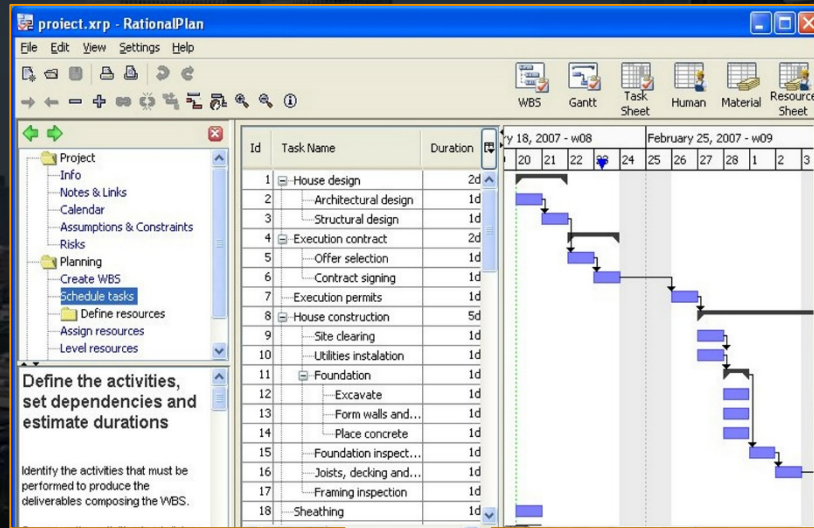 project.xrp - RationalPlan
File Edit View Settings Help
WBS Gantt Task Sheet Human Material Resource Sheet
Project
Info
Notes & Links
Calendar
Assumptions & Constraints
Risks
Planning
Create WBS
Schedule tasks
Define resources
Assign resources
Level resources
Define the activities,
set dependencies and
estimate durations
Identify the activities that must be
performed to produce the
deliverables composing the WBS.
Id Task Name Duration
1 House design 2d
2 Architectural design 1d
3 Structural design 1d
4 Execution contract 2d
5 Offer selection 1d
6 Contract signing 1d
7 Execution permits 1d
8 House construction 5d
9 Site clearing 1d
10 Utilities instalation 1d
11 Foundation 1d
12 Excavate 1d
13 Form walls and... 1d
14 Place concrete 1d
15 Foundation inspect... 1d
16 Joists, decking and... 1d
17 Framing inspection 1d
18 Sheathing 1d
y 18, 2007 - w08 February 25, 2007 - w09
20 21 22 23 24 25 26 27 28 1 2 3